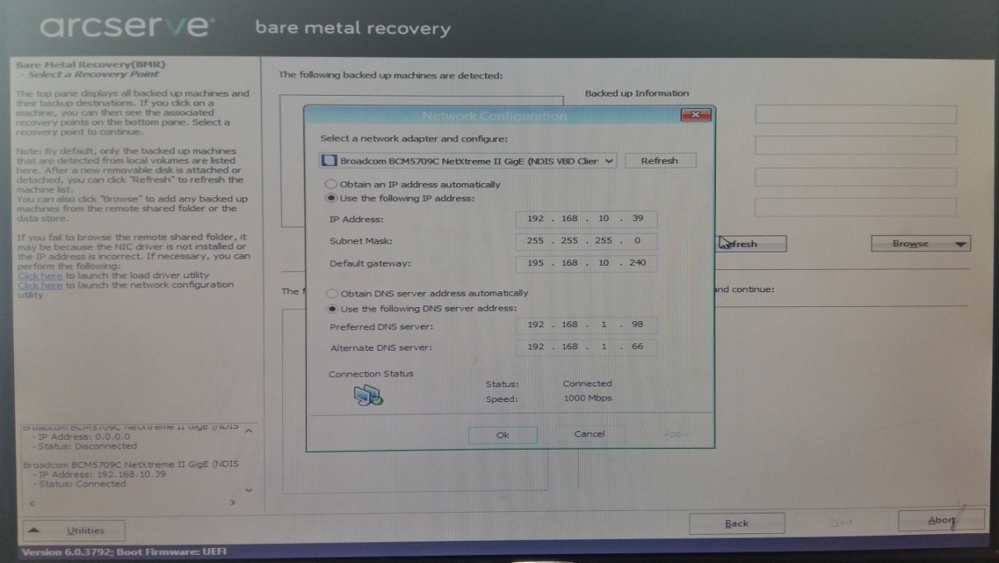 arcserve bare metal recovery
Bare Metal Recovery(BMR)
- Select a Recovery Point
The top pane displays all backed up machines and
their backup destinations. If you click on a
machine, you can then see the associated
recovery points on the bottom pane. Select a
recovery point to continue.
Note: By default, only the backed up machines
that are detected from local volumes are listed
here. After a new removable disk is attached or
detached, you can click "Refresh" to refresh the
machine list.
You can also click "Browse" to add any backed up
machines from the remote shared folder or the
data store.
If you fail to browse the remote shared folder, it
may be because the NIC driver is not installed or
the IP address is incorrect. If necessary, you can
perform the following:
Click here to launch the load driver utility
Click here to launch the network configuration
utility
Broadcom BCM5709C NetXtreme II GigE (NDIS
- IP Address: 0.0.0.0
- Status: Disconnected
Broadcom BCM5709C NetXtreme II GigE (NDIS
- IP Address: 192.168.10.39
- Status: Connected
Utilities
The following backed up machines are detected:
Backed up Information
Network Configuration
Select a network adapter and configure:
Broadcom BCM5709C NetXtreme II GigE (NDIS VBD Clier
Refresh
Obtain an IP address automatically
Use the following IP address:
IP Address: 192 . 168 . 10 . 39
Subnet Mask: 255 . 255 . 255 . 0
Default gateway: 195 . 168 . 10 . 240
Obtain DNS server address automatically
Use the following DNS server address:
Preferred DNS server: 192 . 168 . 1 . 98
Alternate DNS server: 192 . 168 . 1 . 66
Connection Status
Status: Connected
Speed: 1000 Mbps
Ok Cancel Apply
efresh Browse
The f
and continue:
Back Next Abort
Version 6.0.3792; Boot Firmware: UEFI